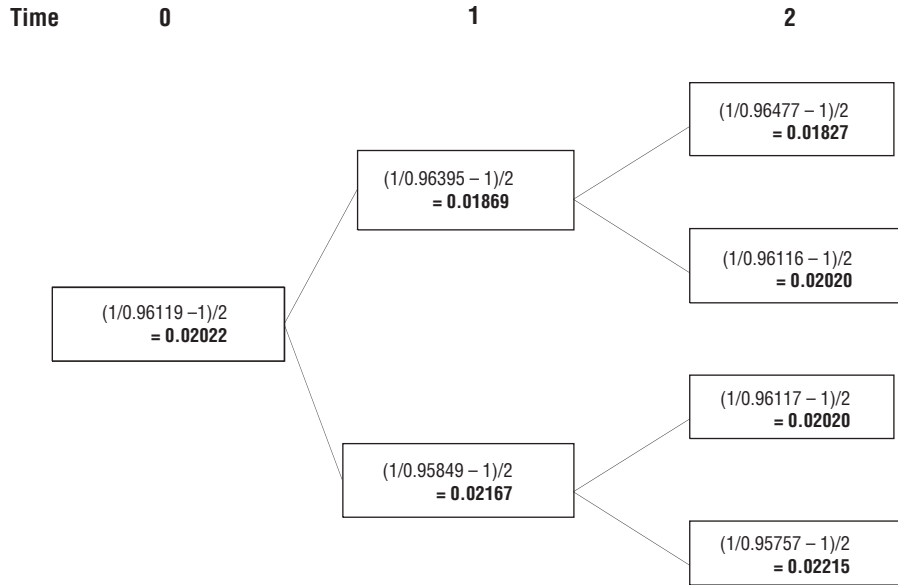 Time 0 1 2
(1/0.96477 – 1)/2
= 0.01827
(1/0.96395 – 1)/2
= 0.01869
(1/0.96116 – 1)/2
= 0.02020
(1/0.96119 –1)/2
= 0.02022
(1/0.96117 – 1)/2
= 0.02020
(1/0.95849 – 1)/2
= 0.02167
(1/0.95757 – 1)/2
= 0.02215